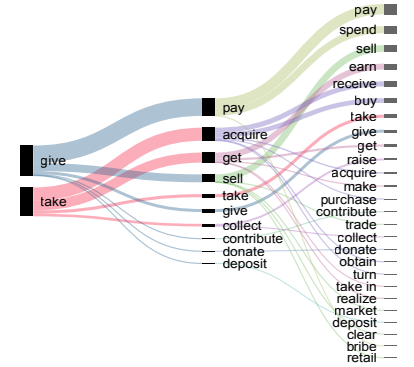 give
take
pay
acquire
get
sell
take
give
collect
contribute
donate
deposit
pay
spend
sell
earn
receive
buy
take
give
get
raise
acquire
make
purchase
contribute
trade
collect
donate
obtain
turn
take in
realize
market
deposit
clear
bribe
retail